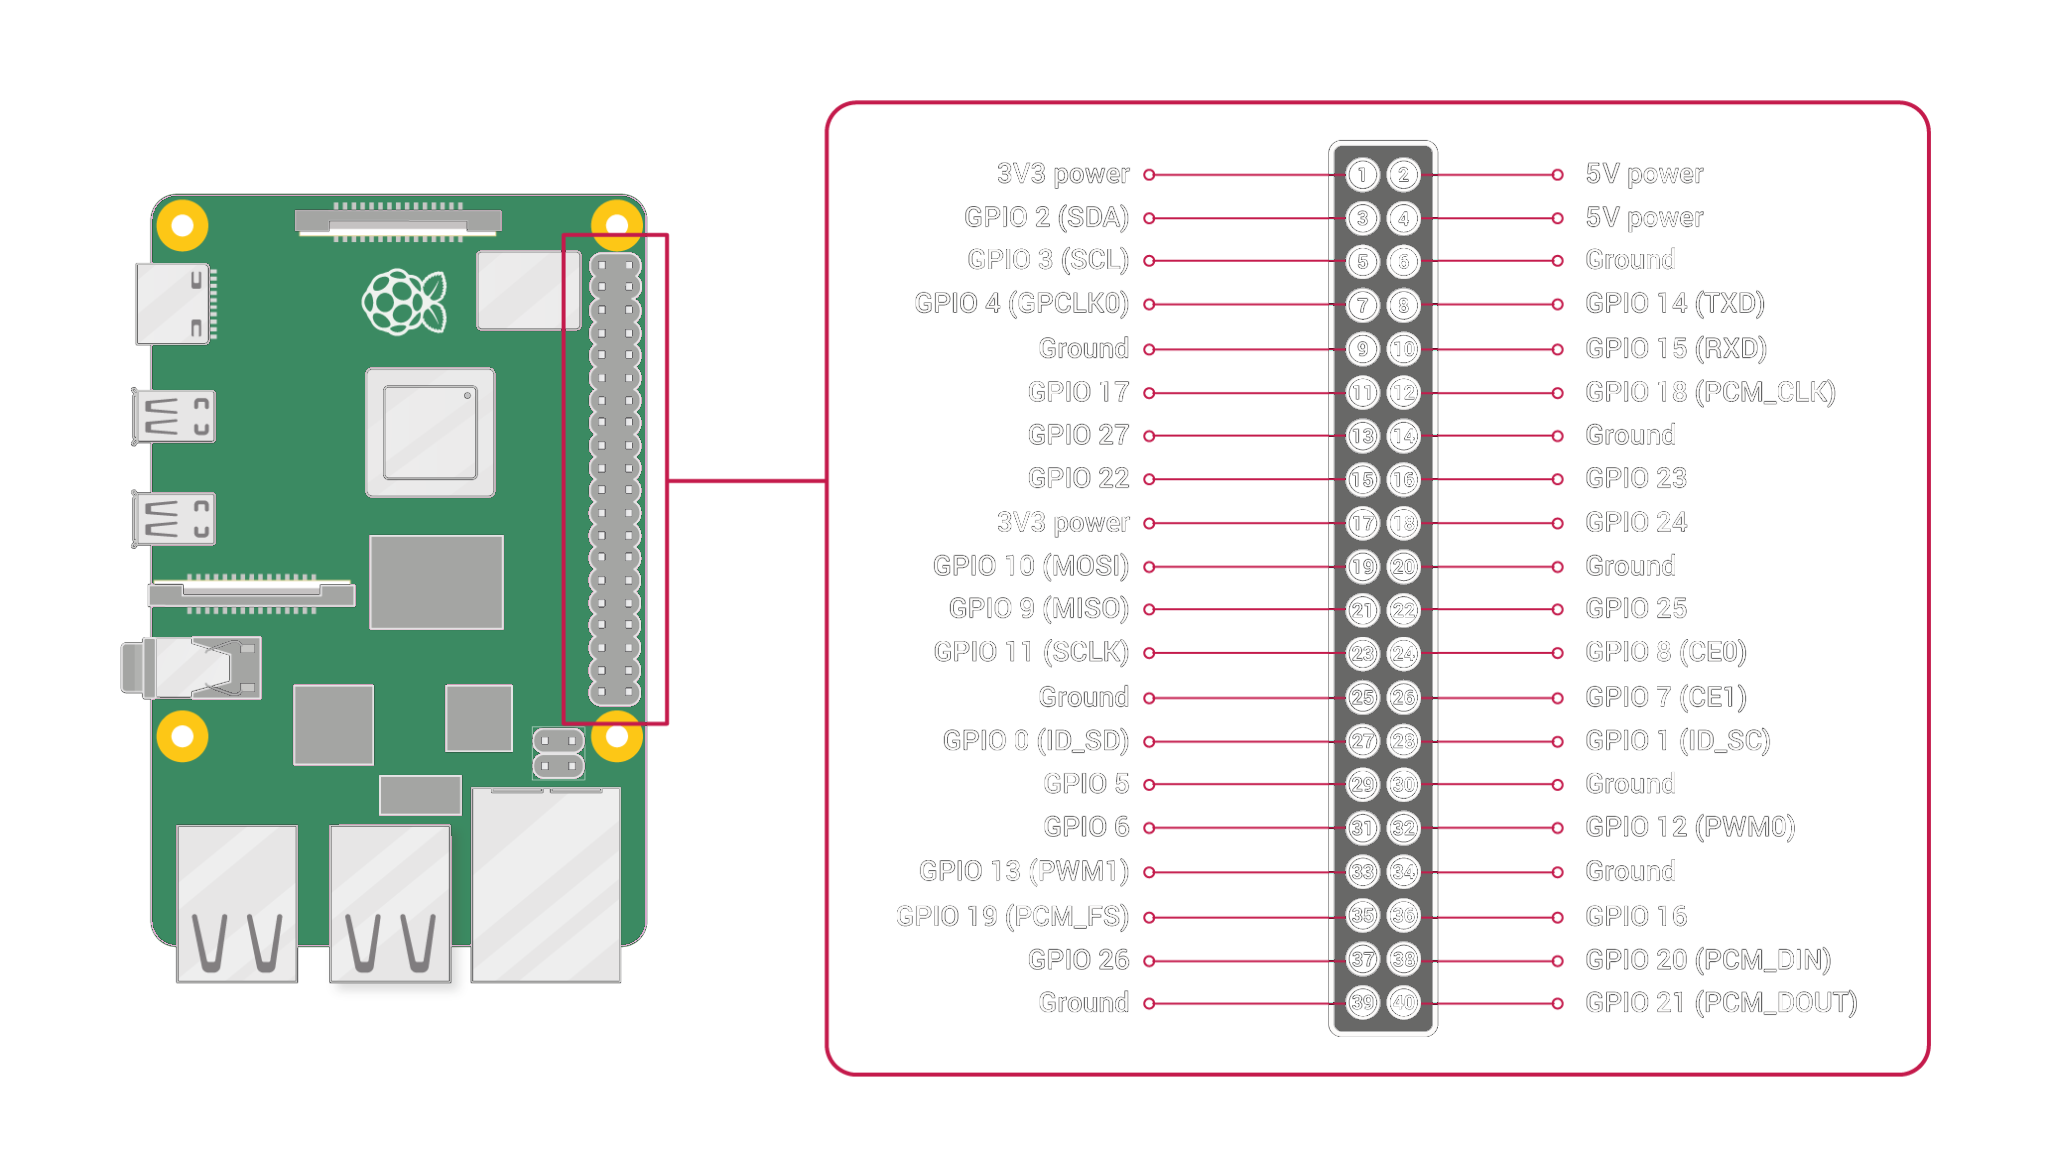 3V3 power 1 2 5V power
GPIO 2 (SDA) 3 4 5V power
GPIO 3 (SCL) 5 6 Ground
GPIO 4 (GPCLK0) 7 8 GPIO 14 (TXD)
Ground 9 10 GPIO 15 (RXD)
GPIO 17 11 12 GPIO 18 (PCM_CLK)
GPIO 27 13 14 Ground
GPIO 22 15 16 GPIO 23
3V3 power 17 18 GPIO 24
GPIO 10 (MOSI) 19 20 Ground
GPIO 9 (MISO) 21 22 GPIO 25
GPIO 11 (SCLK) 23 24 GPIO 8 (CE0)
Ground 25 26 GPIO 7 (CE1)
GPIO 0 (ID_SD) 27 28 GPIO 1 (ID_SC)
GPIO 5 29 30 Ground
GPIO 6 31 32 GPIO 12 (PWM0)
GPIO 13 (PWM1) 33 34 Ground
GPIO 19 (PCM_FS) 35 36 GPIO 16
GPIO 26 37 38 GPIO 20 (PCM_DIN)
Ground 39 40 GPIO 21 (PCM_DOUT)